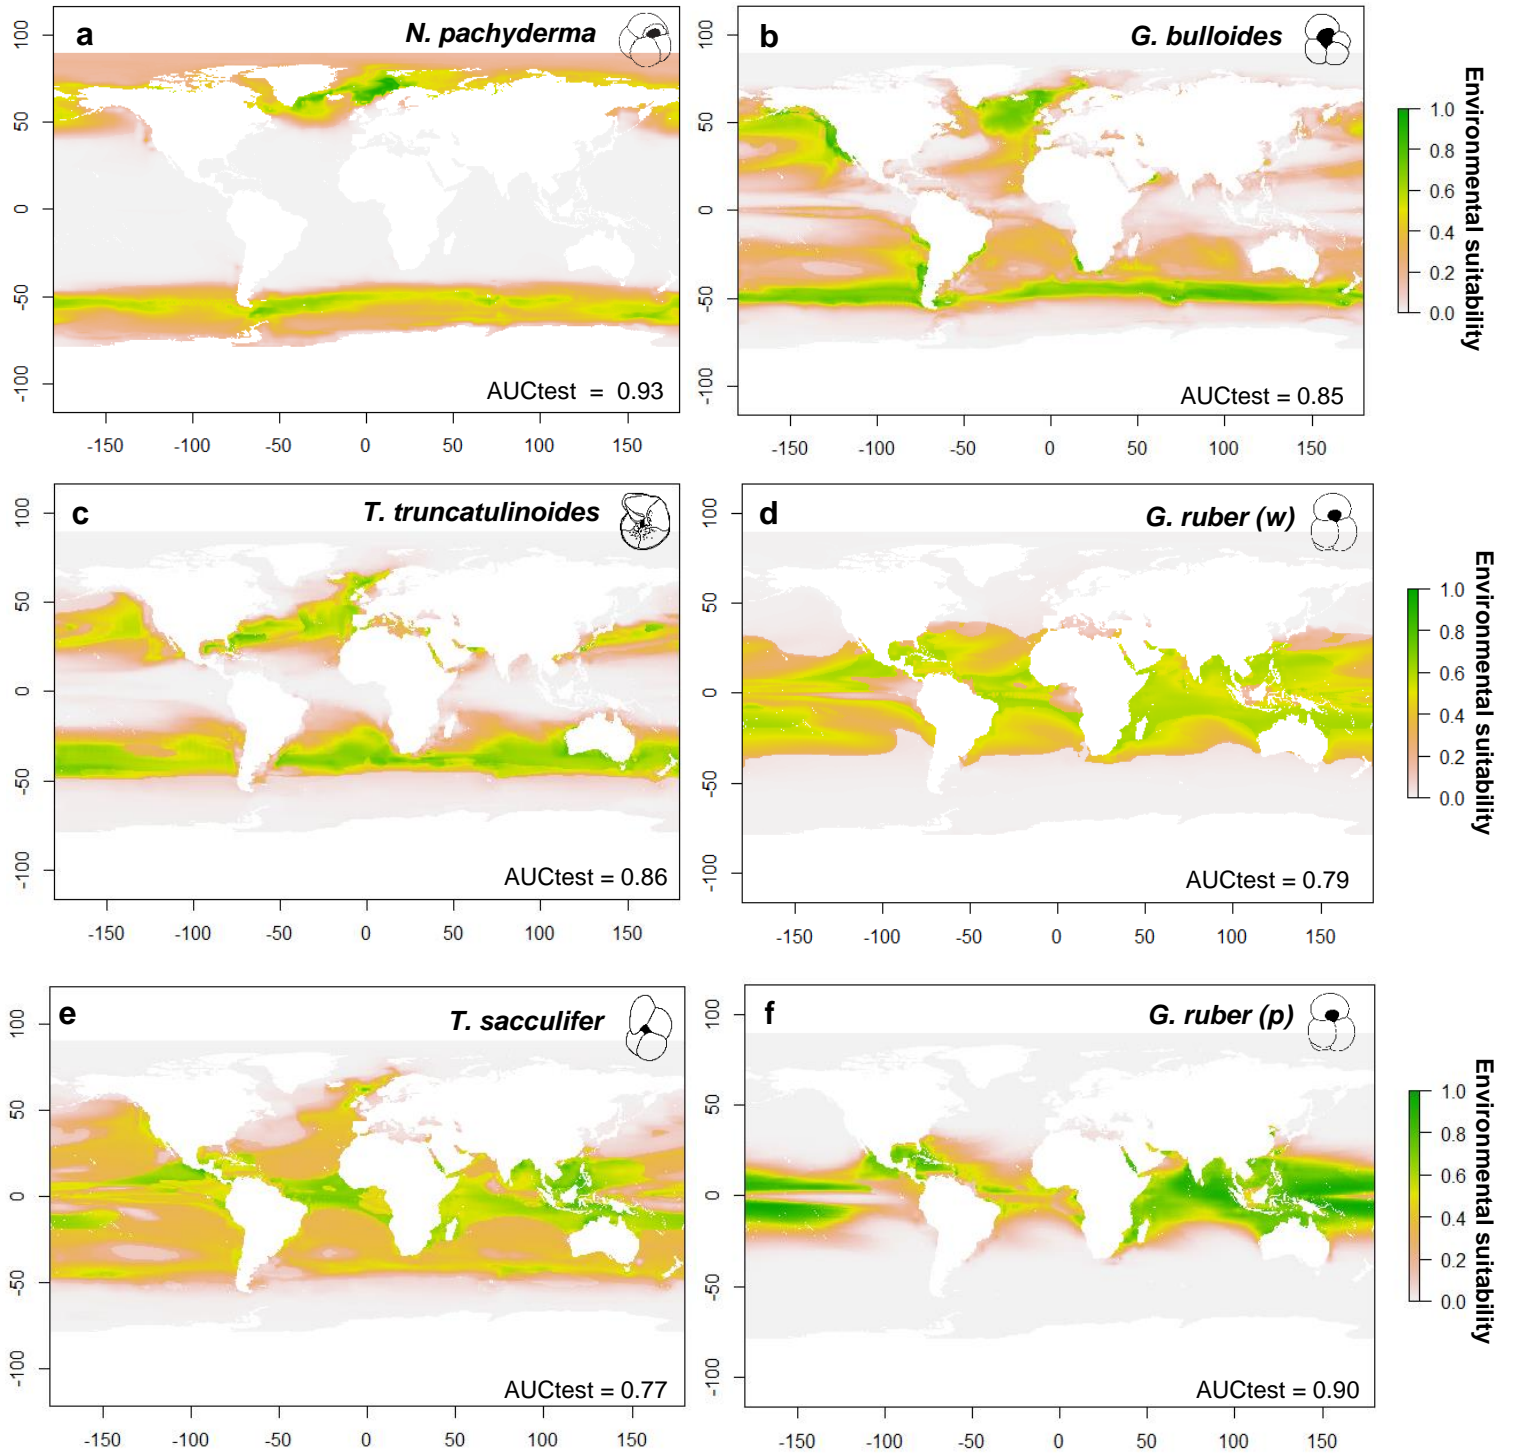 a
N. pachyderma
100
50
0
-50
-100
AUCtest = 0.93
-150 -100 -50 0 50 100 150
b
G. bulloides
100
50
0
-50
-100
AUCtest = 0.85
-150 -100 -50 0 50 100 150
1.0
0.8
0.6
0.4
0.2
0.0
Environmental suitability
c
T. truncatulinoides
100
50
0
-50
-100
AUCtest = 0.86
-150 -100 -50 0 50 100 150
d
G. ruber (w)
100
50
0
-50
-100
AUCtest = 0.79
-150 -100 -50 0 50 100 150
1.0
0.8
0.6
0.4
0.2
0.0
Environmental suitability
e
T. sacculifer
100
50
0
-50
-100
AUCtest = 0.77
-150 -100 -50 0 50 100 150
f
G. ruber (p)
100
50
0
-50
-100
AUCtest = 0.90
-150 -100 -50 0 50 100 150
1.0
0.8
0.6
0.4
0.2
0.0
Environmental suitability